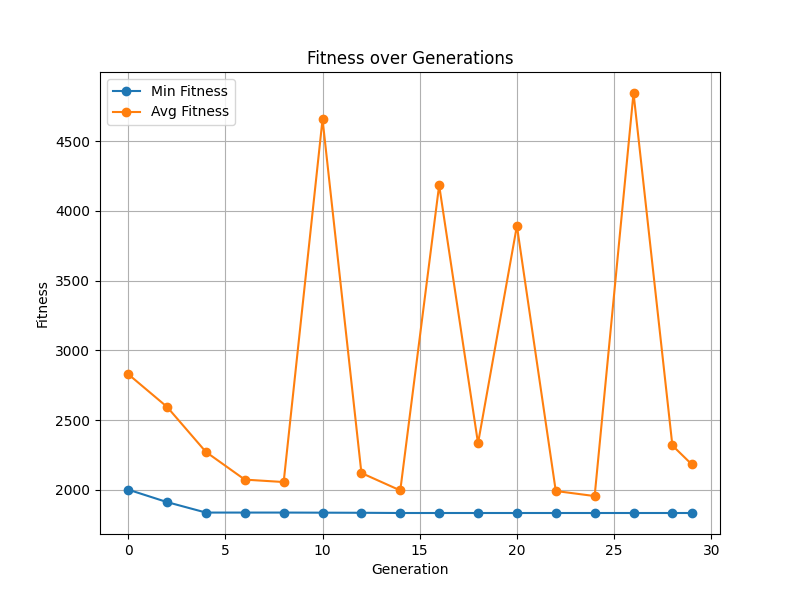 Fitness over Generations
Min Fitness
Avg Fitness
4500
4000
3500
3000
2500
2000
Fitness
0 5 10 15 20 25 30
Generation